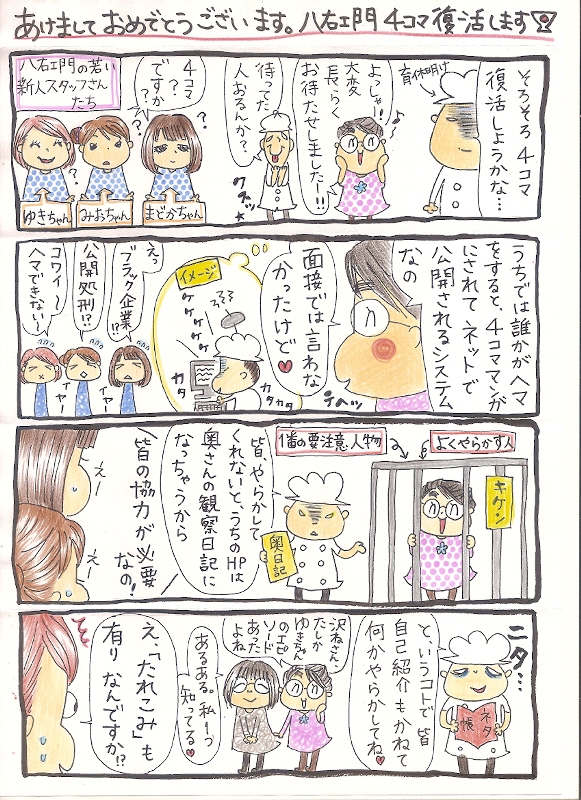 あけまして おめでとうございます。八右ェ門 4コマ 復活します
そろそろ 4コマ
復活しようかな…
育休明け
よっしゃ!!
大変
長らく
お待たせしましたー!!
待ってた
人おるんか?
クスッ
4コマ
?
ですか
?
八右ェ門の若い
新人スタッフさん
たち
まどかちゃん
みおちゃん
ゆきちゃん
うちでは誰かがヘマ
をすると、4コママンガ
にされて ネットで
公開されるシステム
なの
面接では言わな
かったけど♥
テヘッ
イメージ
ケケケケケ
カタカタ
カタ
えっ
ブラック企業
!?
公開処刑!?
コワイ〜
ヘマできない〜
イヤー
イヤー
よくやらかす人
1番の要注意人物
キケン
奥日記
皆やらかして
くれないと、うちのHPは
奥さんの観察日記に
なっちゃうから
皆の協力が必要
なの!
えー
えー
ニタ…
ネタ帳
と、いうコトで 皆
自己紹介もかねて
何かやらかしてね♥
沢ねさん、
たしか
ゆきちゃん
のエピ
ソード
あった
よね
あるある。私1つ
知ってる♥
え、「たれこみ」も
有りなんですか!?